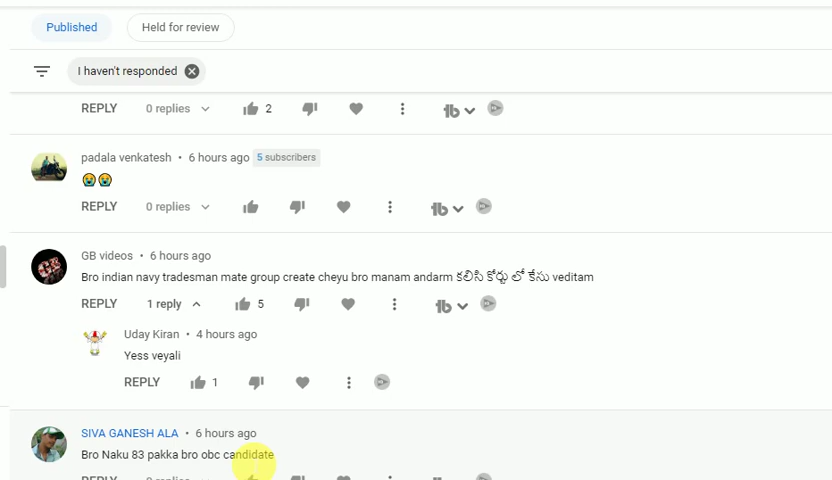 Published Held for review
I haven't responded
REPLY 0 replies 2
padala venkatesh • 6 hours ago 5 subscribers
😭😭
REPLY 0 replies
GB videos • 6 hours ago
Bro indian navy tradesman mate group create cheyu bro manam andarm కలిసి కోర్టు లో కేసు veditam
REPLY 1 reply 5
Uday Kiran • 4 hours ago
Yess veyali
REPLY 1
SIVA GANESH ALA • 6 hours ago
Bro Naku 83 pakka bro obc candidate